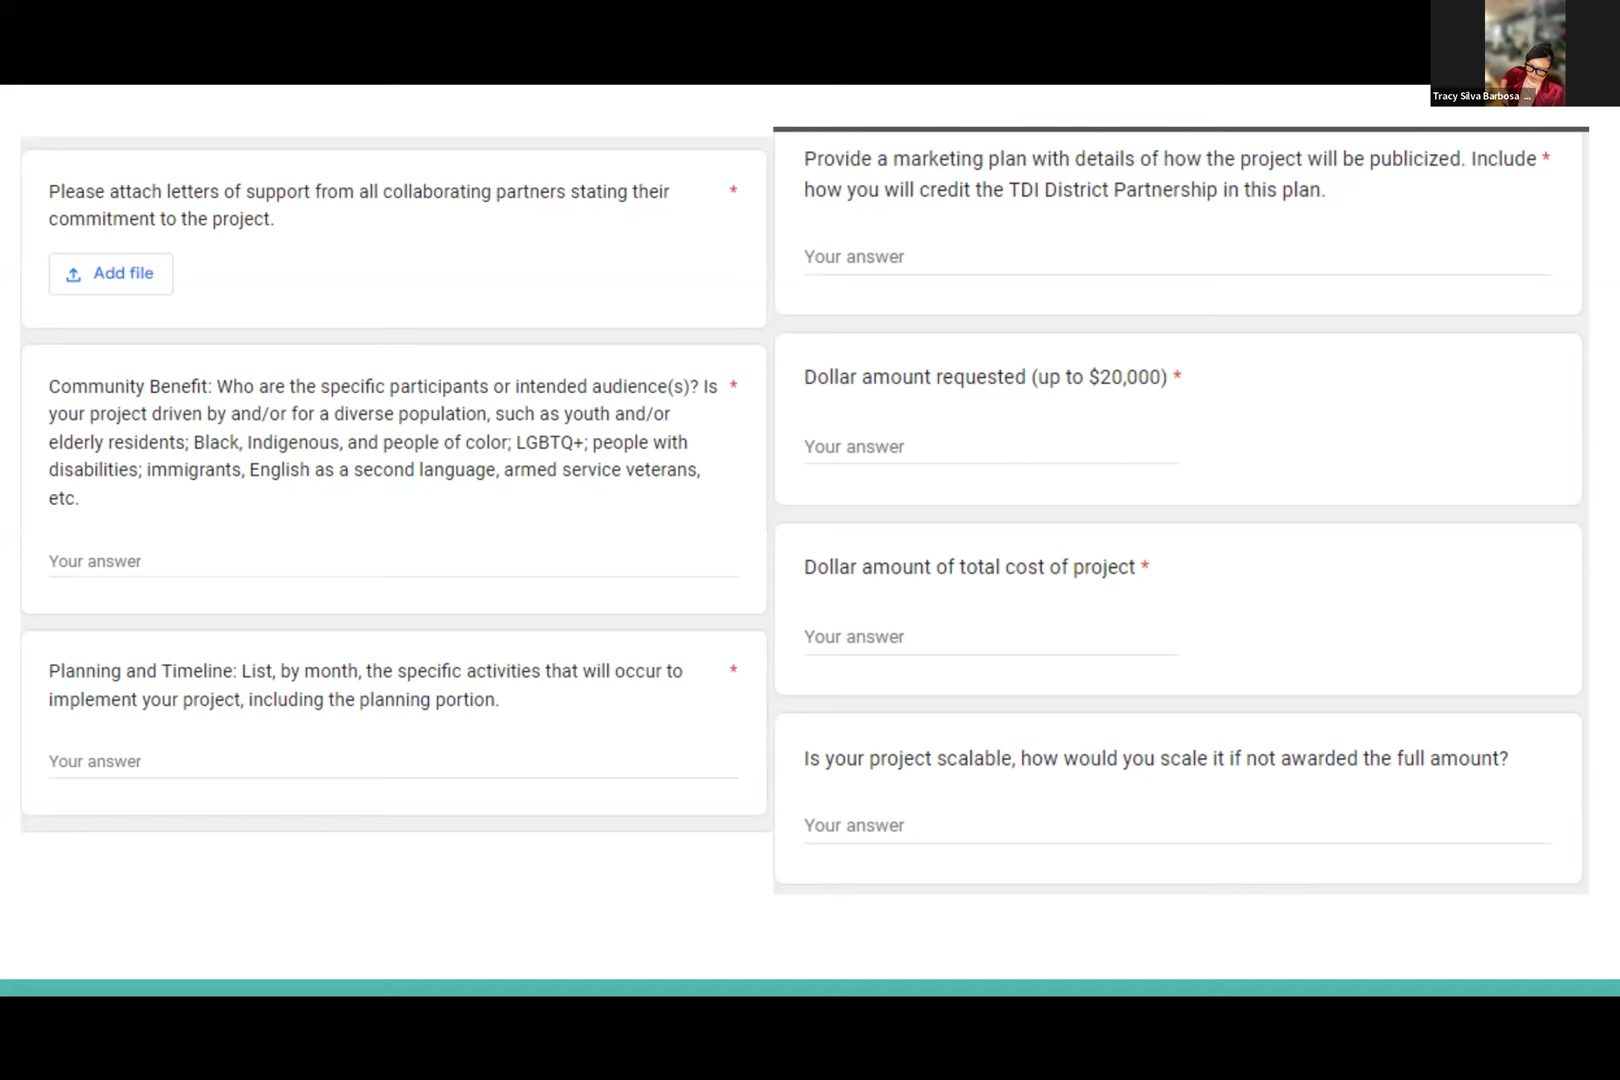 Tracy Silva Barbosa ...
Please attach letters of support from all collaborating partners stating their *
commitment to the project.
Add file
Community Benefit: Who are the specific participants or intended audience(s)? Is *
your project driven by and/or for a diverse population, such as youth and/or
elderly residents; Black, Indigenous, and people of color; LGBTQ+; people with
disabilities; immigrants, English as a second language, armed service veterans,
etc.
Your answer
Planning and Timeline: List, by month, the specific activities that will occur to *
implement your project, including the planning portion.
Your answer
Provide a marketing plan with details of how the project will be publicized. Include *
how you will credit the TDI District Partnership in this plan.
Your answer
Dollar amount requested (up to $20,000) *
Your answer
Dollar amount of total cost of project *
Your answer
Is your project scalable, how would you scale it if not awarded the full amount?
Your answer